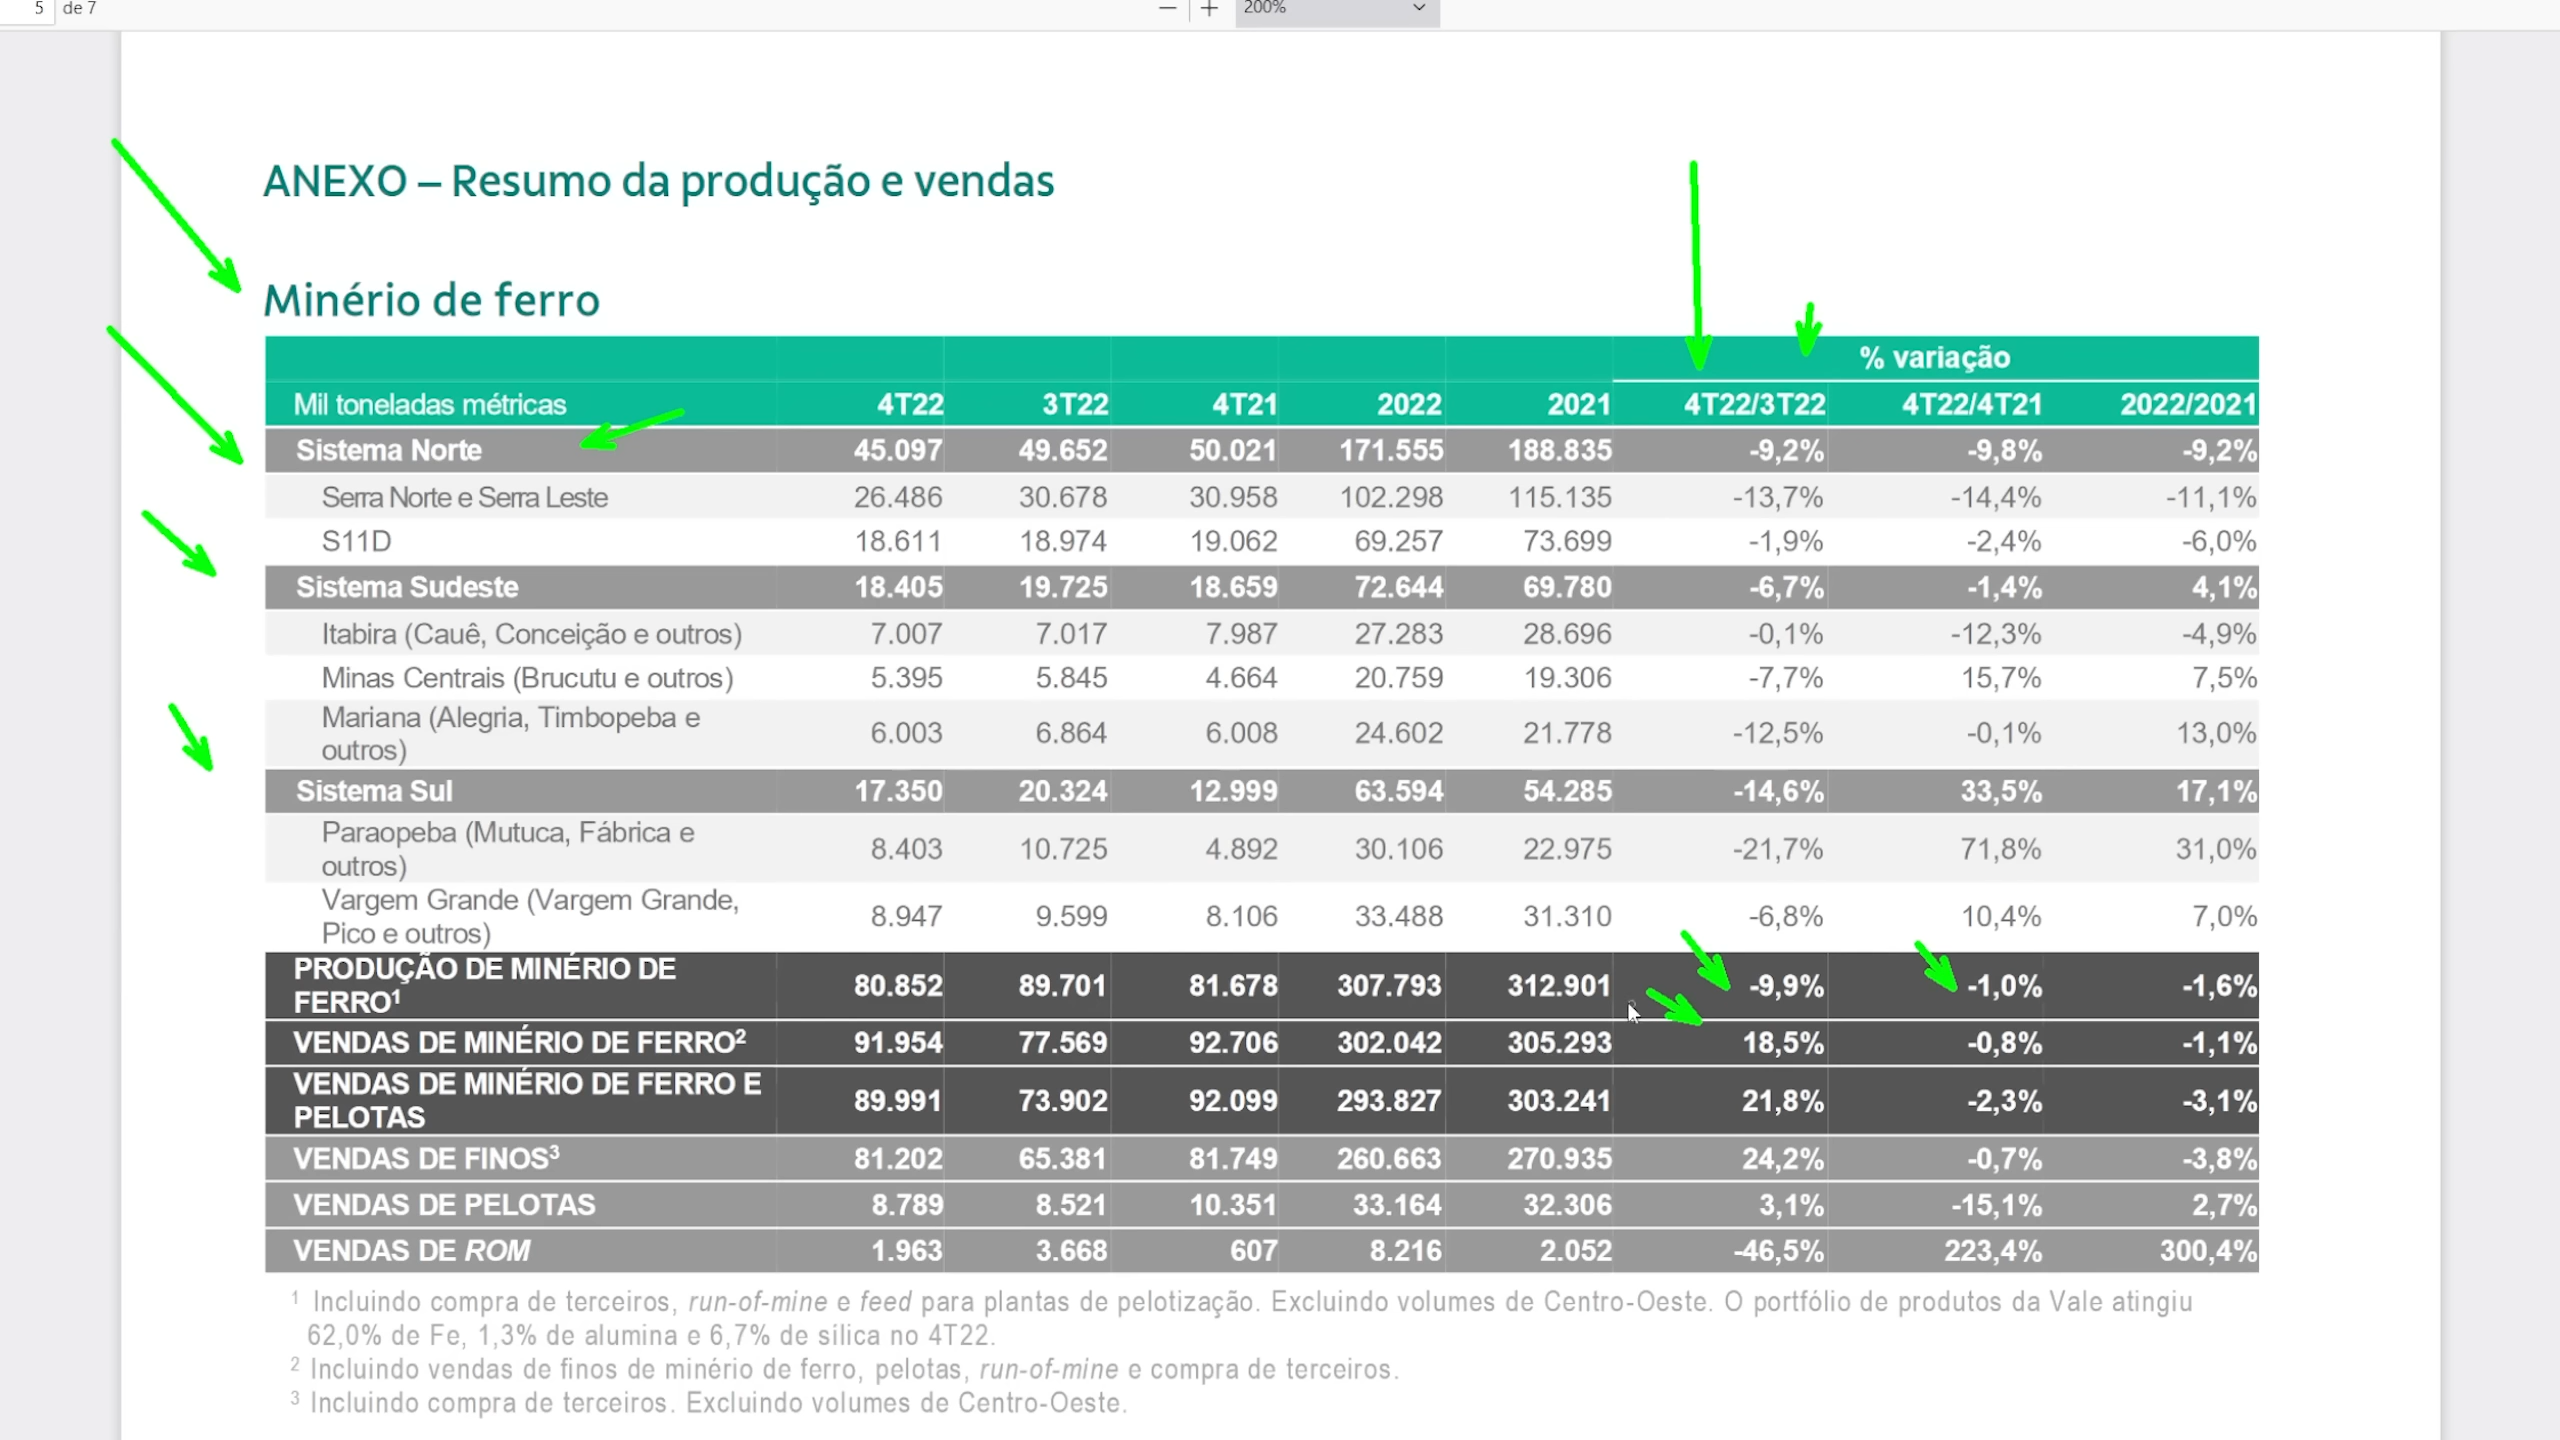 5 de 7
200%
ANEXO – Resumo da produção e vendas
Minério de ferro
% variação
Mil toneladas métricas 4T22 3T22 4T21 2022 2021 4T22/3T22 4T22/4T21 2022/2021
Sistema Norte 45.097 49.652 50.021 171.555 188.835 -9,2% -9,8% -9,2%
Serra Norte e Serra Leste 26.486 30.678 30.958 102.298 115.135 -13,7% -14,4% -11,1%
S11D 18.611 18.974 19.062 69.257 73.699 -1,9% -2,4% -6,0%
Sistema Sudeste 18.405 19.725 18.659 72.644 69.780 -6,7% -1,4% 4,1%
Itabira (Cauê, Conceição e outros) 7.007 7.017 7.987 27.283 28.696 -0,1% -12,3% -4,9%
Minas Centrais (Brucutu e outros) 5.395 5.845 4.664 20.759 19.306 -7,7% 15,7% 7,5%
Mariana (Alegria, Timbopeba e
outros) 6.003 6.864 6.008 24.602 21.778 -12,5% -0,1% 13,0%
Sistema Sul 17.350 20.324 12.999 63.594 54.285 -14,6% 33,5% 17,1%
Paraopeba (Mutuca, Fábrica e
outros) 8.403 10.725 4.892 30.106 22.975 -21,7% 71,8% 31,0%
Vargem Grande (Vargem Grande,
Pico e outros) 8.947 9.599 8.106 33.488 31.310 -6,8% 10,4% 7,0%
PRODUÇÃO DE MINÉRIO DE
FERRO¹ 80.852 89.701 81.678 307.793 312.901 -9,9% -1,0% -1,6%
VENDAS DE MINÉRIO DE FERRO² 91.954 77.569 92.706 302.042 305.293 18,5% -0,8% -1,1%
VENDAS DE MINÉRIO DE FERRO E
PELOTAS 89.991 73.902 92.099 293.827 303.241 21,8% -2,3% -3,1%
VENDAS DE FINOS³ 81.202 65.381 81.749 260.663 270.935 24,2% -0,7% -3,8%
VENDAS DE PELOTAS 8.789 8.521 10.351 33.164 32.306 3,1% -15,1% 2,7%
VENDAS DE ROM 1.963 3.668 607 8.216 2.052 -46,5% 223,4% 300,4%
¹ Incluindo compra de terceiros, run-of-mine e feed para plantas de pelotização. Excluindo volumes de Centro-Oeste. O portfólio de produtos da Vale atingiu
62,0% de Fe, 1,3% de alumina e 6,7% de silica no 4T22.
² Incluindo vendas de finos de minério de ferro, pelotas, run-of-mine e compra de terceiros.
³ Incluindo compra de terceiros. Excluindo volumes de Centro-Oeste.